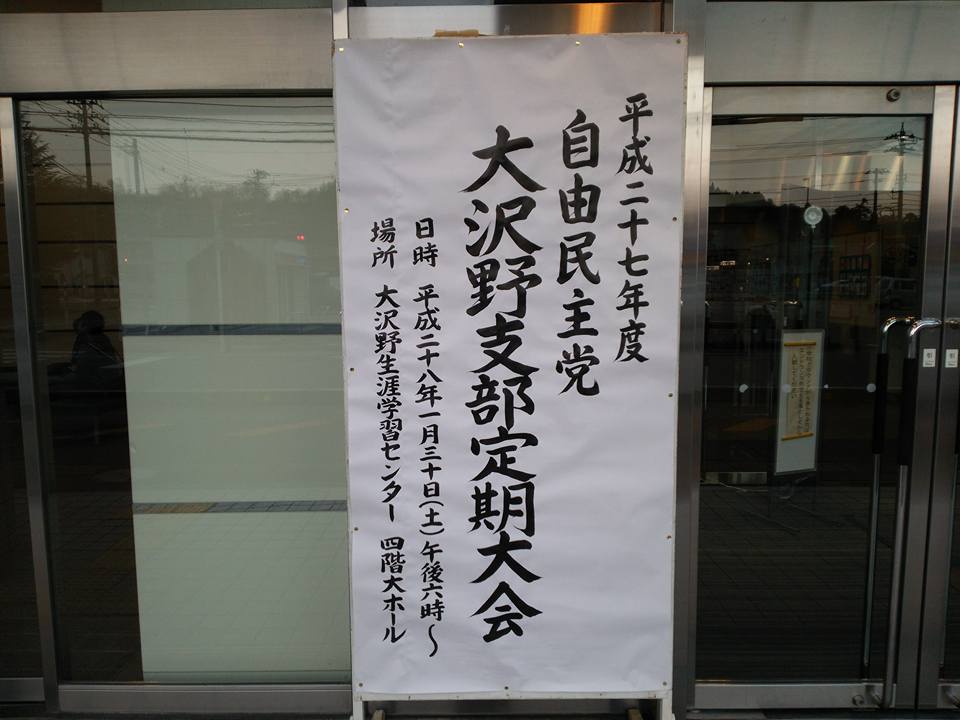 平成二十七年度
自由民主党
大沢野支部定期大会
日時 平成二十八年一月三十日(土)午後六時～
場所 大沢野生涯学習センター 四階大ホール